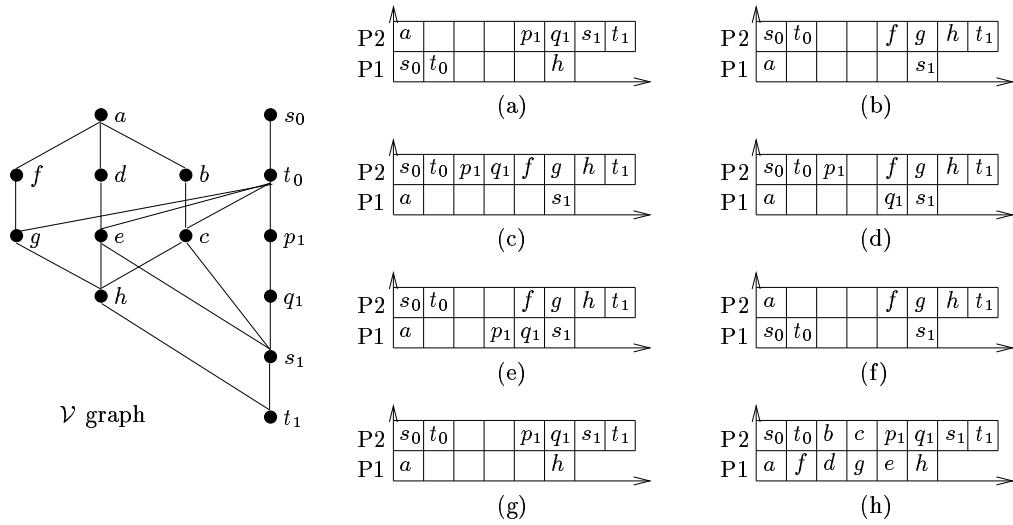 a
s₀
f
d
b
t₀
g
e
c
p₁
h
q₁
s₁
t₁
𝒱 graph
P2 a p₁ q₁ s₁ t₁
P1 s₀ t₀ h
(a)
P2 s₀ t₀ f g h t₁
P1 a s₁
(b)
P2 s₀ t₀ p₁ q₁ f g h t₁
P1 a s₁
(c)
P2 s₀ t₀ p₁ f g h t₁
P1 a q₁ s₁
(d)
P2 s₀ t₀ f g h t₁
P1 a p₁ q₁ s₁
(e)
P2 a f g h t₁
P1 s₀ t₀ s₁
(f)
P2 s₀ t₀ p₁ q₁ s₁ t₁
P1 a h
(g)
P2 s₀ t₀ b c p₁ q₁ s₁ t₁
P1 a f d g e h
(h)